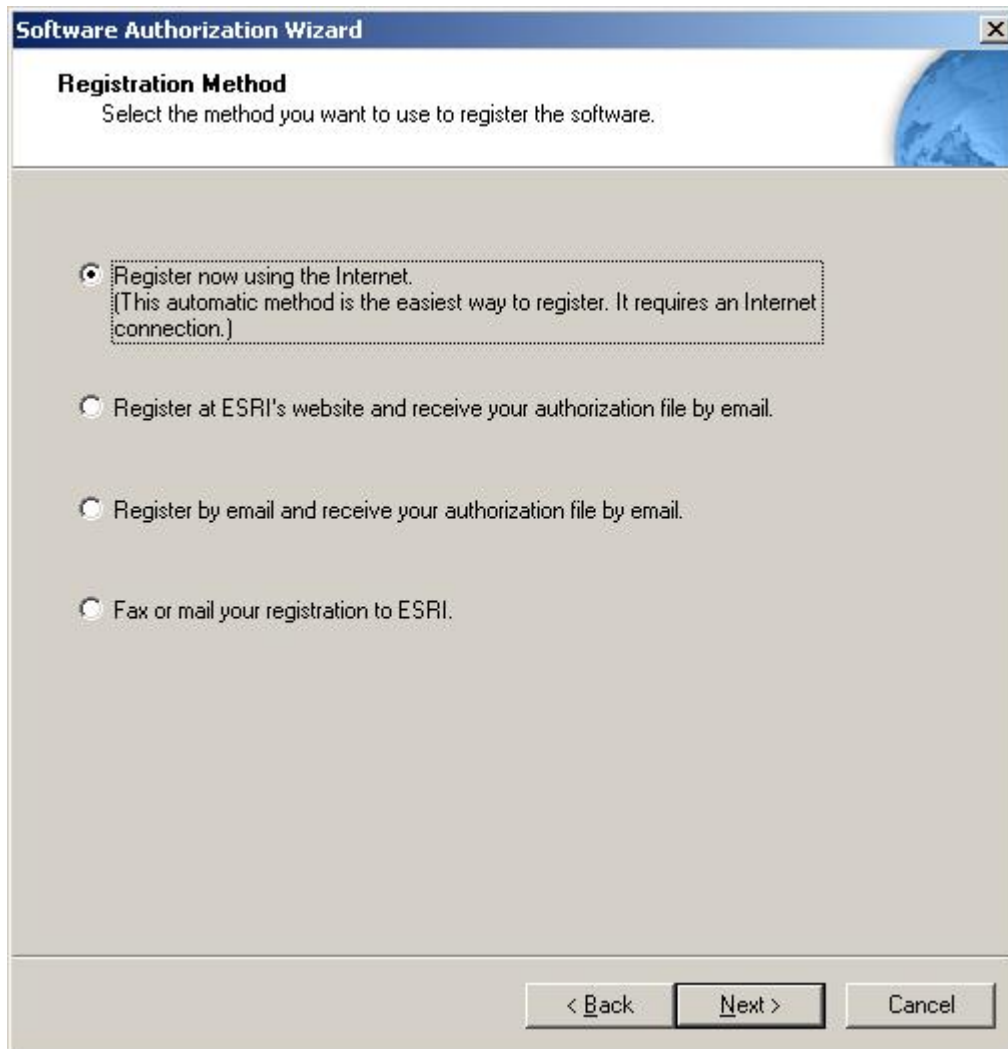 Software Authorization Wizard
Registration Method
Select the method you want to use to register the software.
Register now using the Internet.
(This automatic method is the easiest way to register. It requires an Internet
connection.)
Register at ESRI's website and receive your authorization file by email.
Register by email and receive your authorization file by email.
Fax or mail your registration to ESRI.
< Back Next > Cancel